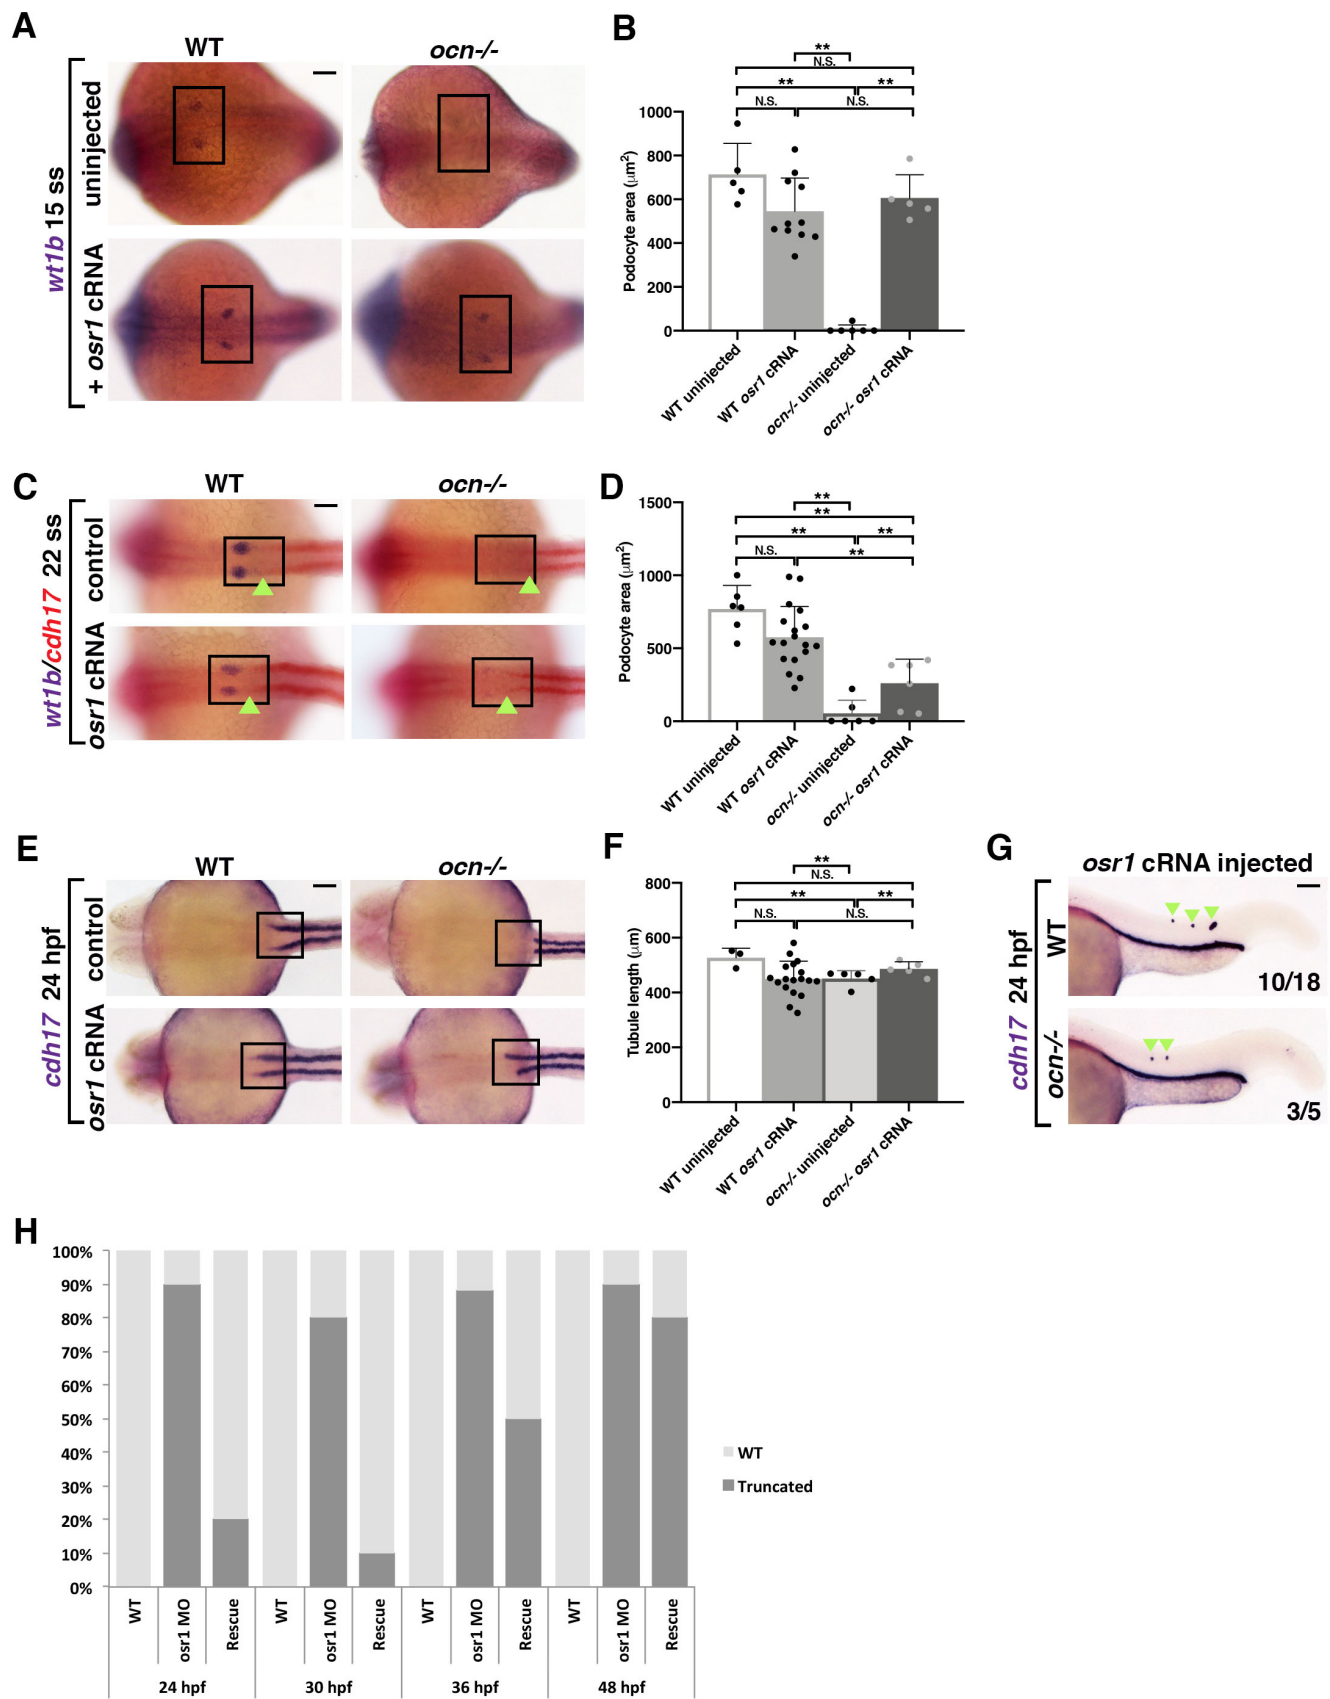 A
WT
ocn-/-
wt1b 15 ss
uninjected
+ osr1 cRNA
B
**
N.S.
**
**
N.S.
N.S.
Podocyte area (μm2)
1000
800
600
400
200
0
WT uninjected
WT osr1 cRNA
ocn-/- uninjected
ocn-/- osr1 cRNA
C
WT
ocn-/-
wt1b/cdh17 22 ss
control
osr1 cRNA
D
**
**
**
**
N.S.
**
Podocyte area (μm2)
1500
1000
500
0
WT uninjected
WT osr1 cRNA
ocn-/- uninjected
ocn-/- osr1 cRNA
E
WT
ocn-/-
cdh17 24 hpf
control
osr1 cRNA
F
**
N.S.
**
**
N.S.
N.S.
Tubule length (μm)
800
600
400
200
0
WT uninjected
WT osr1 cRNA
ocn-/- uninjected
ocn-/- osr1 cRNA
G
osr1 cRNA injected
cdh17 24 hpf
WT
10/18
ocn-/-
3/5
H
100%
90%
80%
70%
60%
50%
40%
30%
20%
10%
0%
WT
osr1 MO
Rescue
WT
osr1 MO
Rescue
WT
osr1 MO
Rescue
WT
osr1 MO
Rescue
24 hpf
30 hpf
36 hpf
48 hpf
WT
Truncated